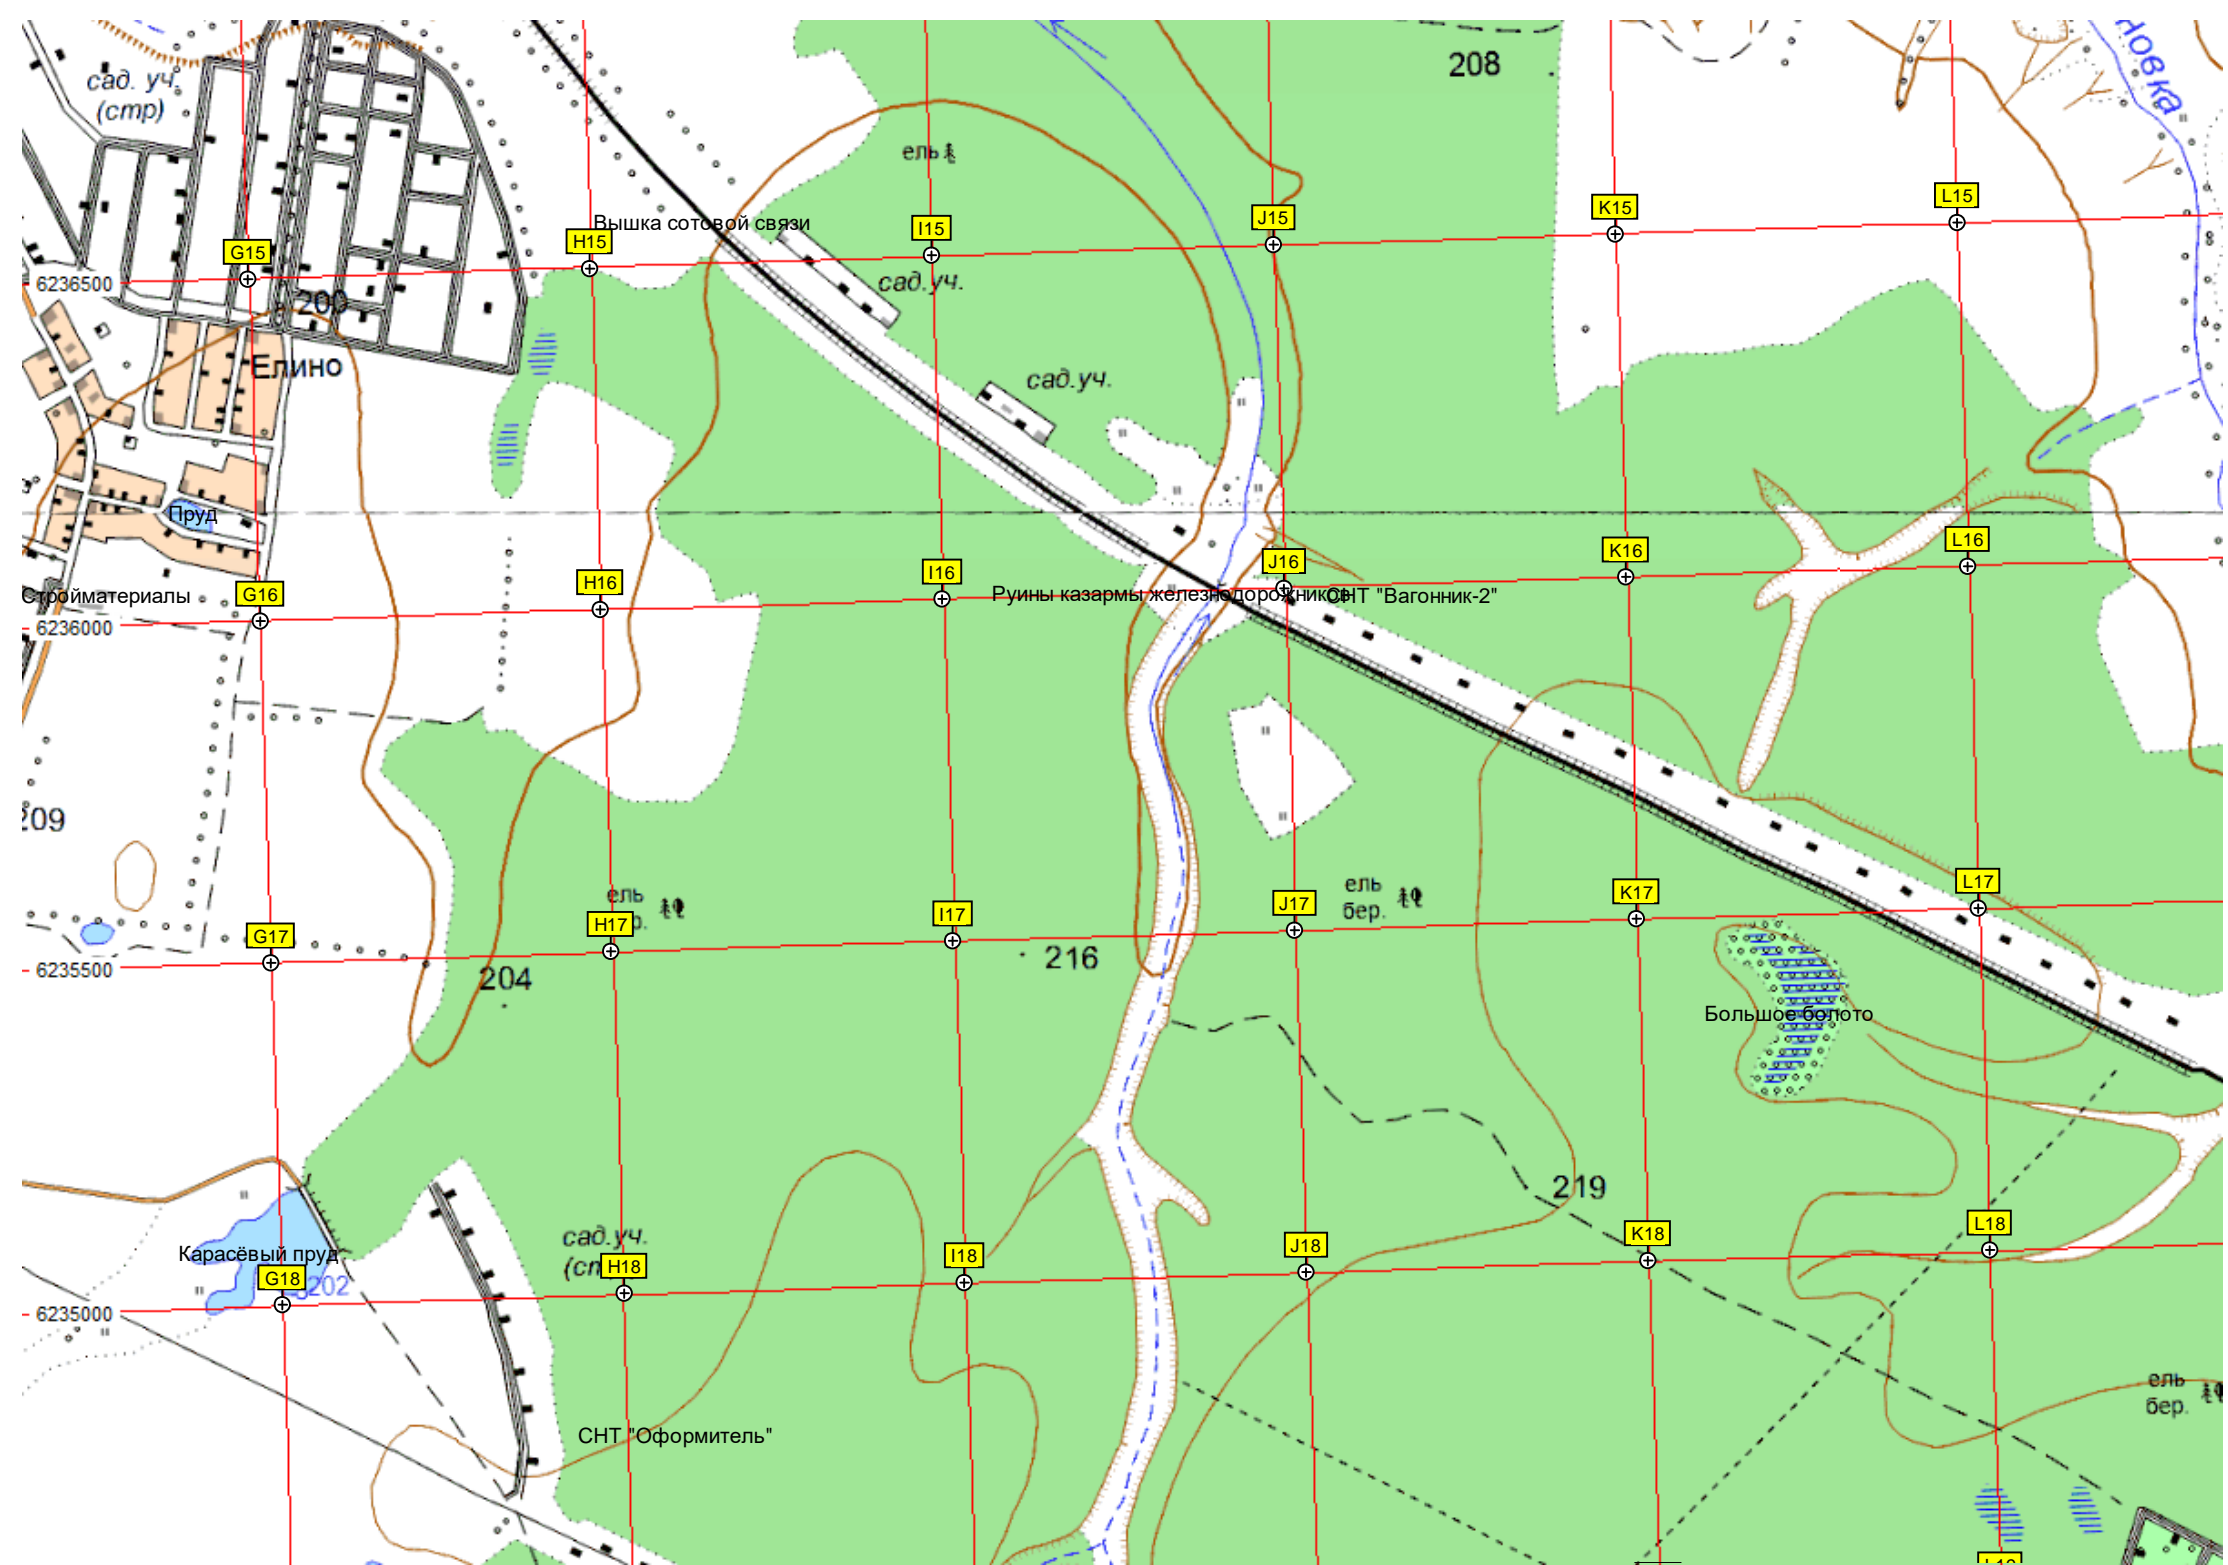 новка
208
сад. уч.
(стр)
ель
L15
K15
J15
Вышка сотовой связи
I15
H15
G15
6236500
сад.уч.
200
Елино
сад.уч.
Пруд
L16
K16
J16
I16
H16
G16
Стройматериалы
Руины казармы железнодорожников
СНТ "Вагонник-2"
6236000
209
L17
K17
J17
I17
H17
G17
ель
ель
бер.
216
6235500
204
Большое болото
219
L18
K18
J18
I18
H18
G18
сад.уч.
Карасёвый пруд
202
6235000
ель
бер.
СНТ "Оформитель"